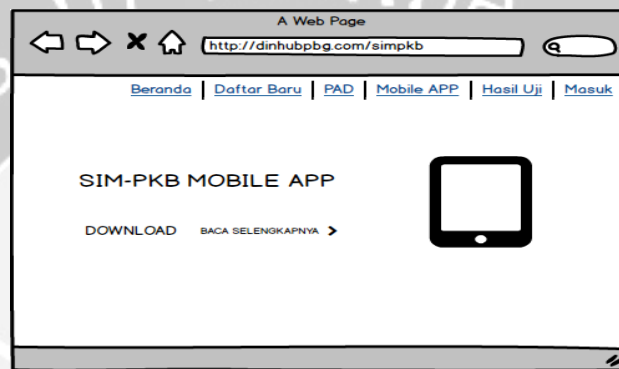 A Web Page
http://dinhubpbg.com/simpkb
Beranda | Daftar Baru | PAD | Mobile APP | Hasil Uji | Masuk
SIM-PKB MOBILE APP
DOWNLOAD BACA SELENGKAPNYA >